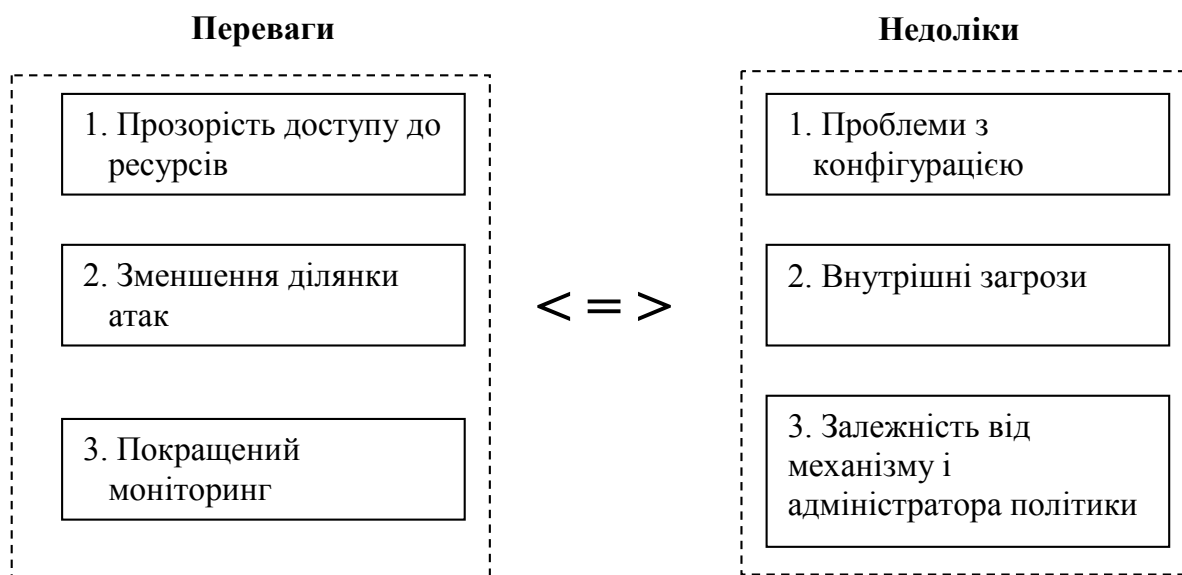 Переваги
1. Прозорість доступу до
ресурсів
2. Зменшення ділянки
атак
3. Покращений
моніторинг
< = >
Недоліки
1. Проблеми з
конфігурацією
2. Внутрішні загрози
3. Залежність від
механізму і
адміністратора політики